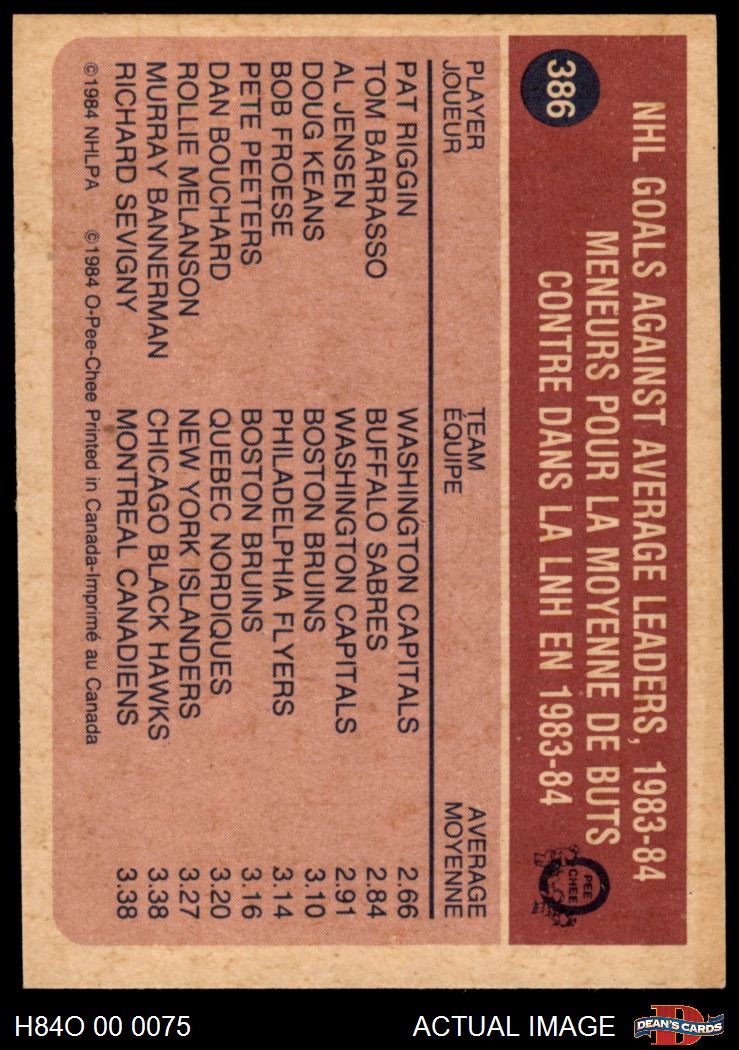 386
NHL GOALS AGAINST AVERAGE LEADERS, 1983-84
MENEURS POUR LA MOYENNE DE BUTS
CONTRE DANS LA LNH EN 1983-84
PEE
CHEE
PLAYER TEAM AVERAGE
JOUEUR ÉQUIPE MOYENNE
PAT RIGGIN WASHINGTON CAPITALS 2.66
TOM BARRASSO BUFFALO SABRES 2.84
AL JENSEN WASHINGTON CAPITALS 2.91
DOUG KEANS BOSTON BRUINS 3.10
BOB FROESE PHILADELPHIA FLYERS 3.14
PETE PEETERS BOSTON BRUINS 3.16
DAN BOUCHARD QUEBEC NORDIQUES 3.20
ROLLIE MELANSON NEW YORK ISLANDERS 3.27
MURRAY BANNERMAN CHICAGO BLACK HAWKS 3.38
RICHARD SEVIGNY MONTREAL CANADIENS 3.38
©1984 NHLPA ©1984 O-Pee-Chee Printed in Canada-Imprimé au Canada
H84O 00 0075 ACTUAL IMAGE DEAN'S CARDS